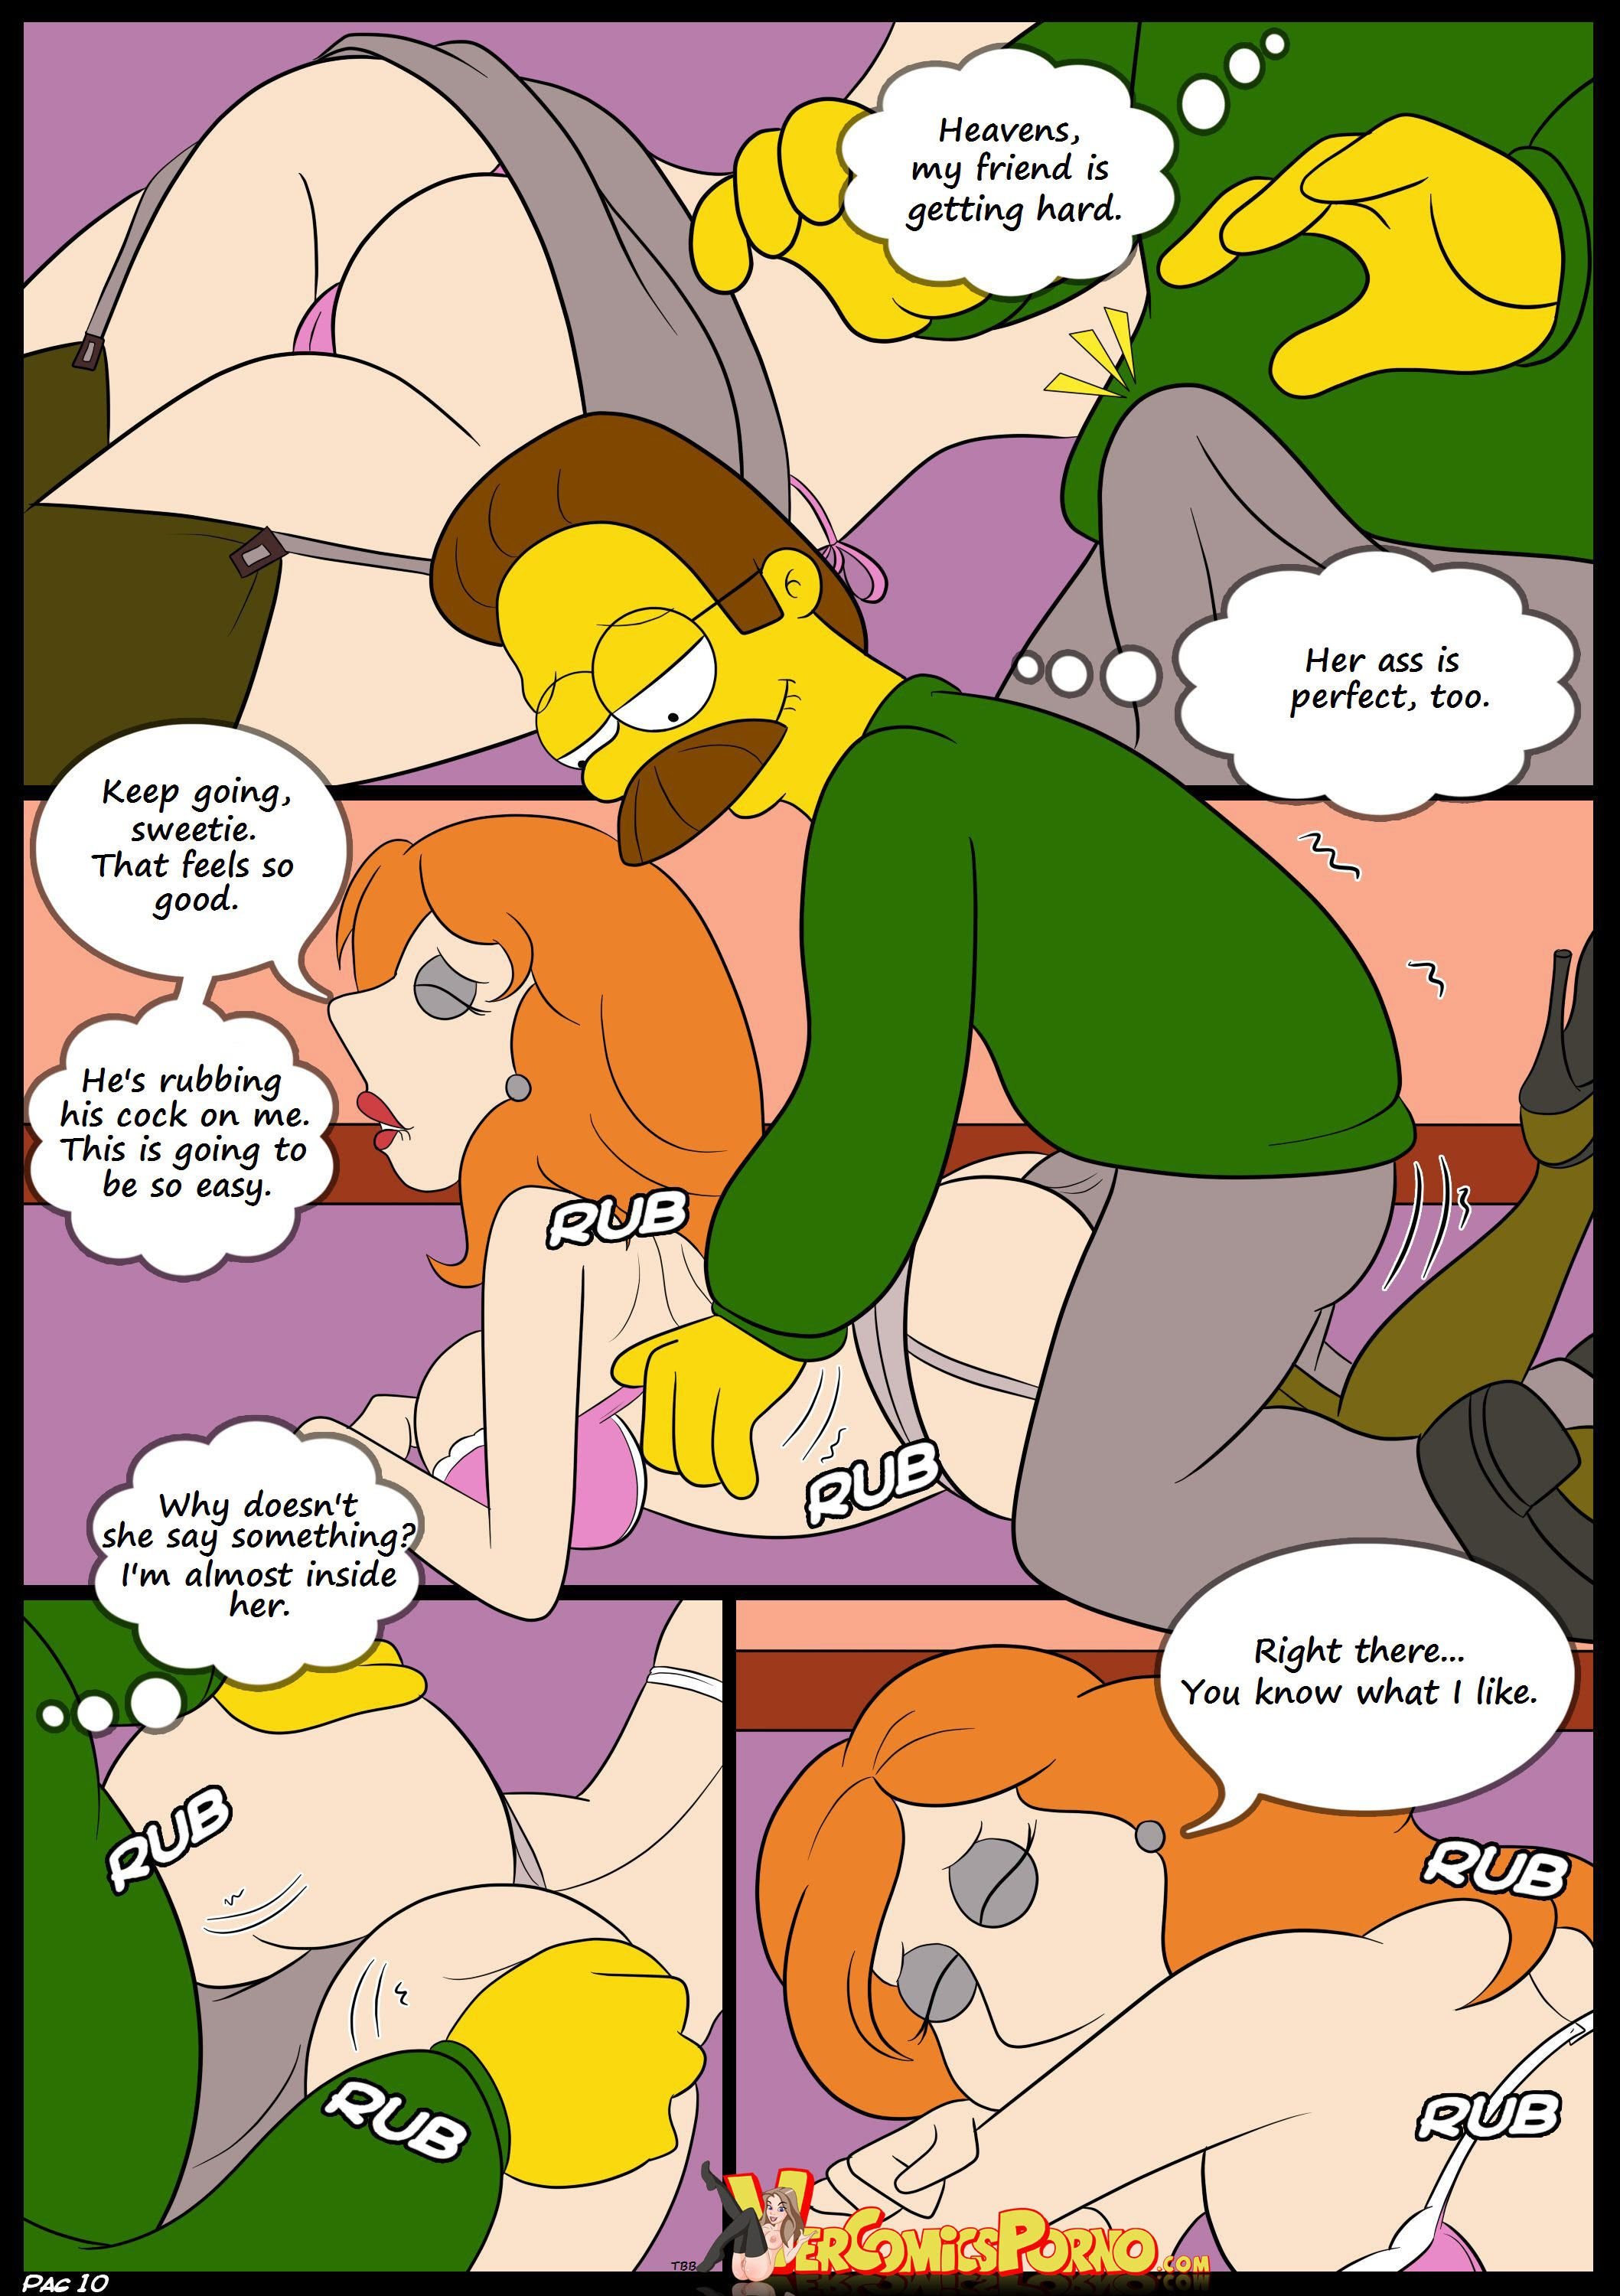 Heavens,
my friend is
getting hard.
Her ass is
perfect, too.
Keep going,
sweetie.
That feels so
good.
He's rubbing
his cock on me.
This is going to
be so easy.
RUB
RUB
Why doesn't
she say something?
I'm almost inside
her.
RUB
RUB
Right there...
You know what I like.
RUB
RUB
TBB
VERCOMICSPORNO.COM
PAG 10